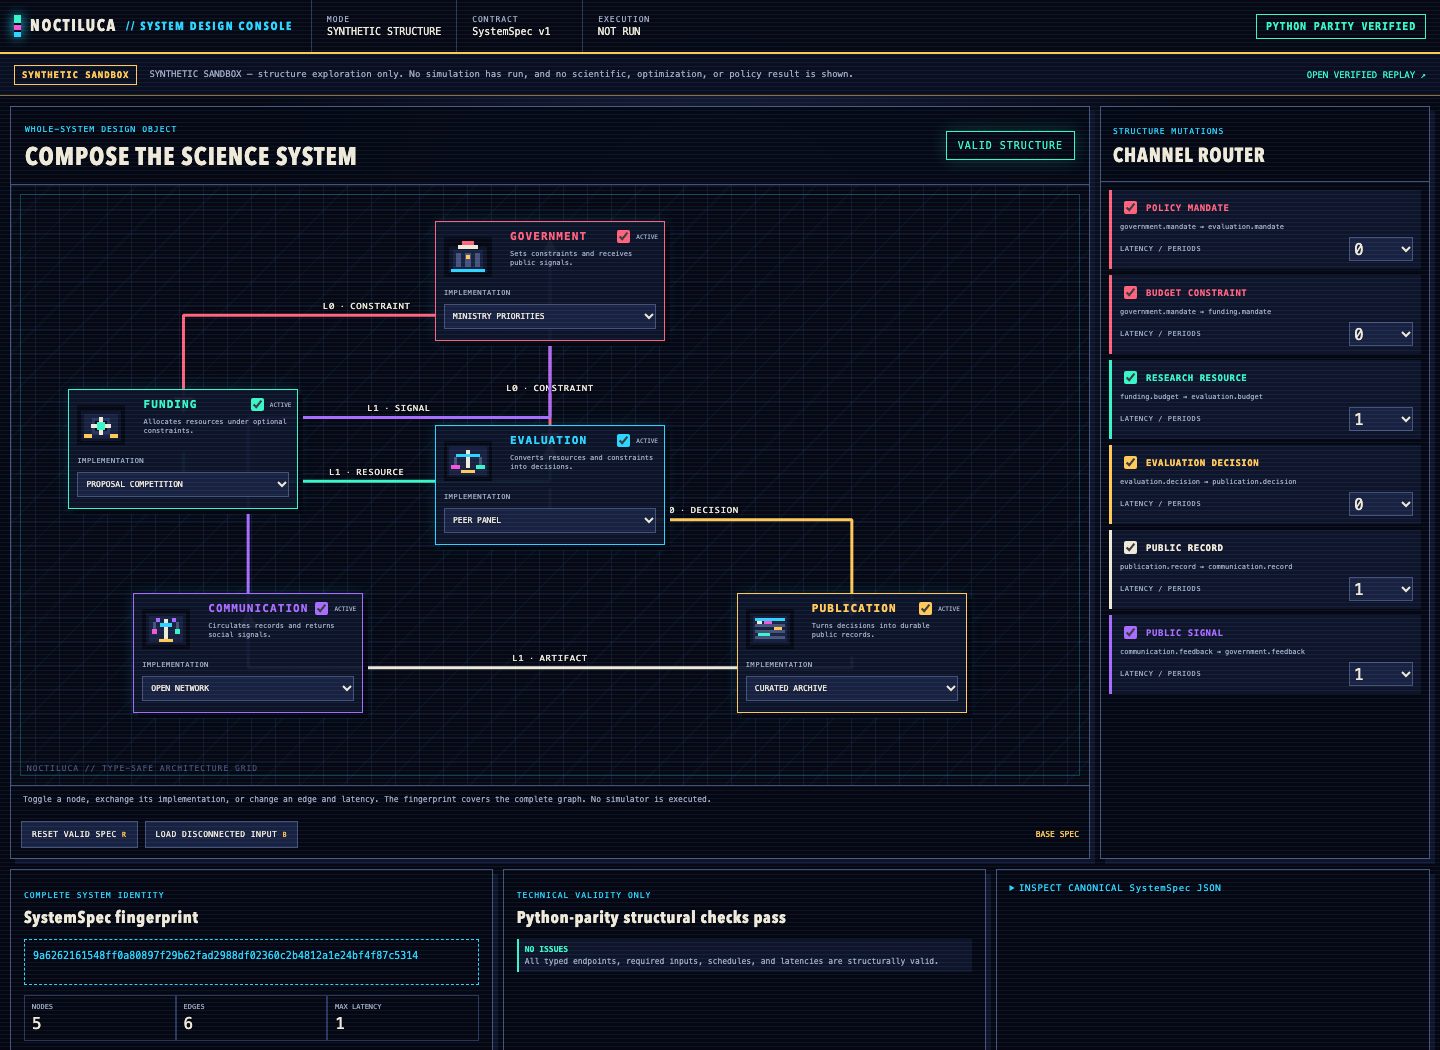 NOCTILUCA // SYSTEM DESIGN CONSOLE
MODE
SYNTHETIC STRUCTURE
CONTRACT
SystemSpec v1
EXECUTION
NOT RUN
PYTHON PARITY VERIFIED
SYNTHETIC SANDBOX
SYNTHETIC SANDBOX — structure exploration only. No simulation has run, and no scientific, optimization, or policy result is shown.
OPEN VERIFIED REPLAY ↗
WHOLE-SYSTEM DESIGN OBJECT
COMPOSE THE SCIENCE SYSTEM
VALID STRUCTURE
GOVERNMENT
ACTIVE
Sets constraints and receives
public signals.
IMPLEMENTATION
MINISTRY PRIORITIES
L0 · CONSTRAINT
L0 · CONSTRAINT
L1 · SIGNAL
FUNDING
ACTIVE
Allocates resources under optional
constraints.
IMPLEMENTATION
PROPOSAL COMPETITION
L1 · RESOURCE
EVALUATION
ACTIVE
Converts resources and constraints
into decisions.
IMPLEMENTATION
PEER PANEL
0 · DECISION
COMMUNICATION
ACTIVE
Circulates records and returns
social signals.
IMPLEMENTATION
OPEN NETWORK
L1 · ARTIFACT
PUBLICATION
ACTIVE
Turns decisions into durable
public records.
IMPLEMENTATION
CURATED ARCHIVE
NOCTILUCA // TYPE-SAFE ARCHITECTURE GRID
Toggle a node, exchange its implementation, or change an edge and latency. The fingerprint covers the complete graph. No simulator is executed.
RESET VALID SPEC R
LOAD DISCONNECTED INPUT B
BASE SPEC
STRUCTURE MUTATIONS
CHANNEL ROUTER
POLICY MANDATE
government.mandate → evaluation.mandate
LATENCY / PERIODS
0
BUDGET CONSTRAINT
government.mandate → funding.mandate
LATENCY / PERIODS
0
RESEARCH RESOURCE
funding.budget → evaluation.budget
LATENCY / PERIODS
1
EVALUATION DECISION
evaluation.decision → publication.decision
LATENCY / PERIODS
0
PUBLIC RECORD
publication.record → communication.record
LATENCY / PERIODS
1
PUBLIC SIGNAL
communication.feedback → government.feedback
LATENCY / PERIODS
1
COMPLETE SYSTEM IDENTITY
SystemSpec fingerprint
9a6262161548ff0a80897f29b62fad2988df02360c2b4812a1e24bf4f87c5314
NODES
5
EDGES
6
MAX LATENCY
1
TECHNICAL VALIDITY ONLY
Python-parity structural checks pass
NO ISSUES
All typed endpoints, required inputs, schedules, and latencies are structurally valid.
▶ INSPECT CANONICAL SystemSpec JSON